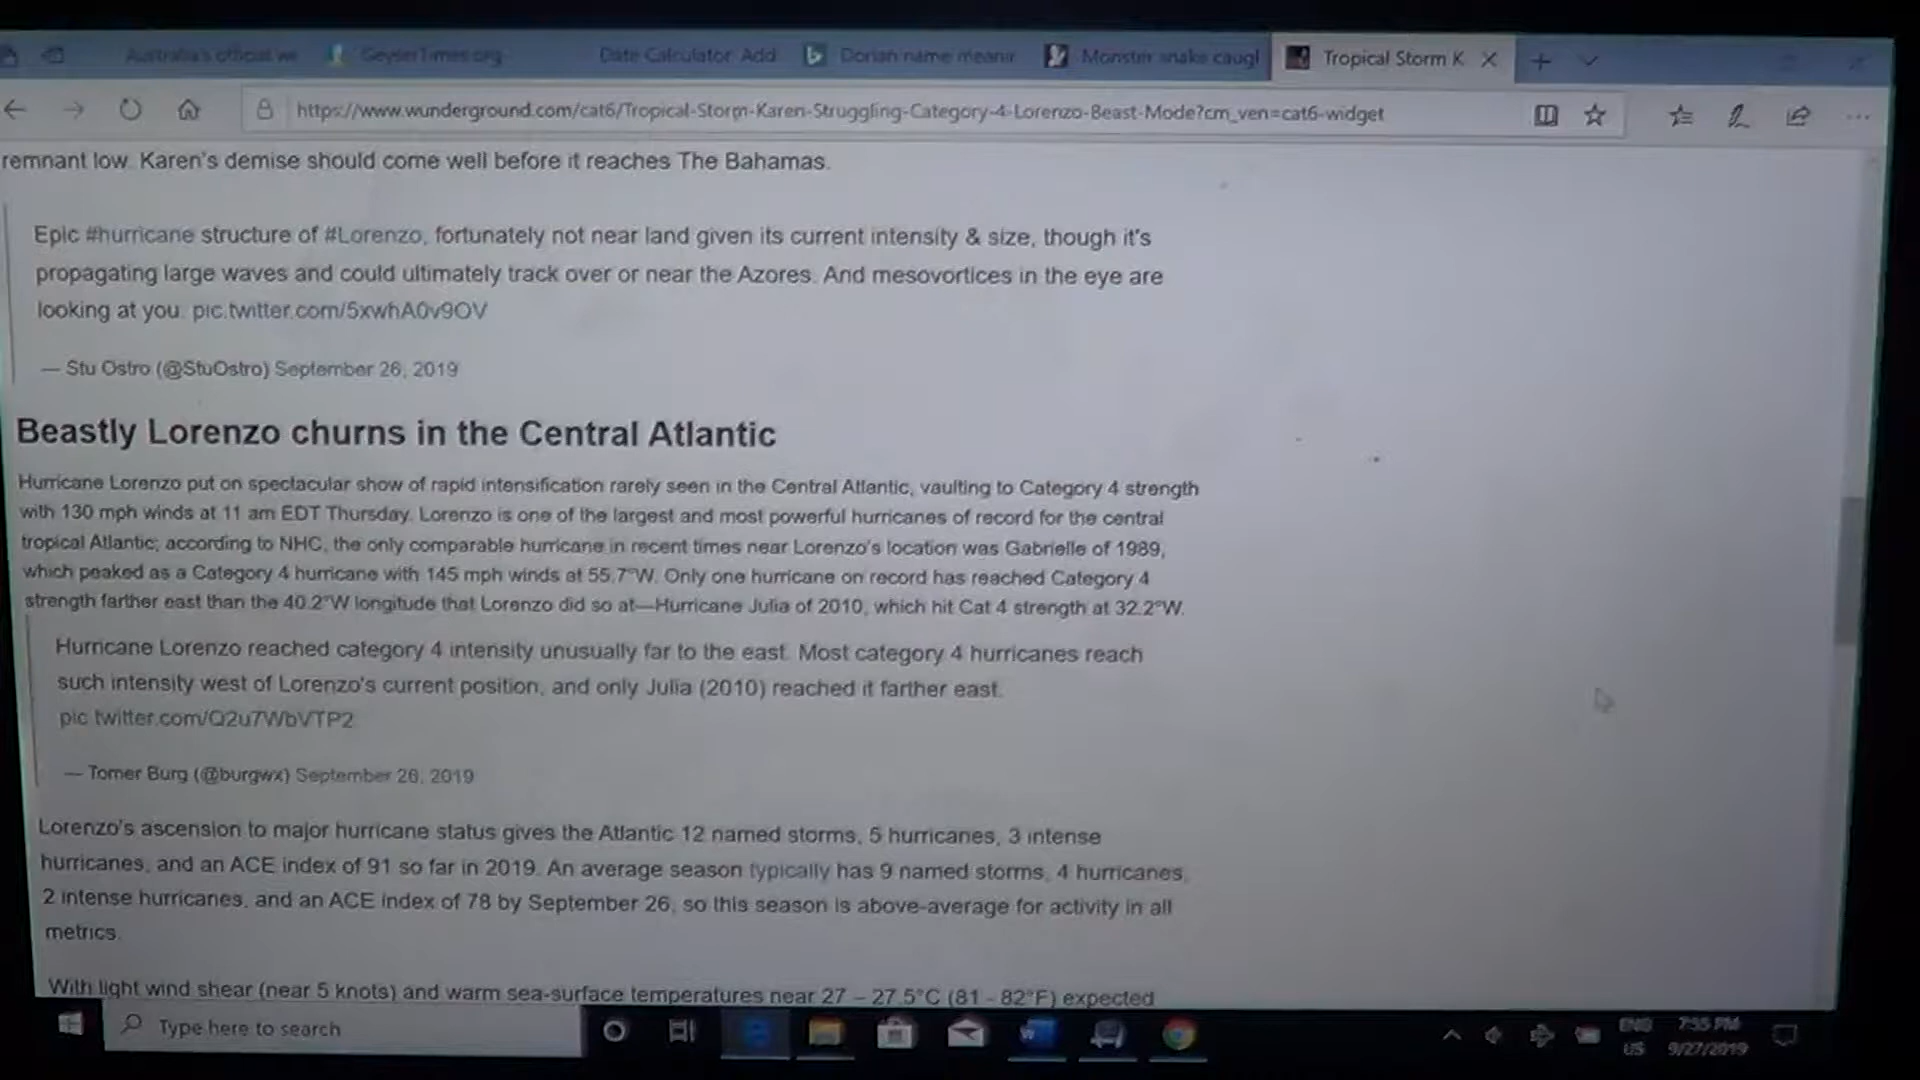 Australia's official we GeyserTimes.org Date Calculator: Add Dorian name meanir Monster snake caugl Tropical Storm K
https://www.wunderground.com/cat6/Tropical-Storm-Karen-Struggling-Category-4-Lorenzo-Beast-Mode?cm_ven=cat6-widget
remnant low. Karen's demise should come well before it reaches The Bahamas.
Epic #hurricane structure of #Lorenzo, fortunately not near land given its current intensity & size, though it's
propagating large waves and could ultimately track over or near the Azores. And mesovortices in the eye are
looking at you. pic.twitter.com/5xwhA0v9OV
— Stu Ostro (@StuOstro) September 26, 2019
Beastly Lorenzo churns in the Central Atlantic
Hurricane Lorenzo put on spectacular show of rapid intensification rarely seen in the Central Atlantic, vaulting to Category 4 strength
with 130 mph winds at 11 am EDT Thursday. Lorenzo is one of the largest and most powerful hurricanes of record for the central
tropical Atlantic; according to NHC, the only comparable hurricane in recent times near Lorenzo's location was Gabrielle of 1989,
which peaked as a Category 4 hurricane with 145 mph winds at 55.7°W. Only one hurricane on record has reached Category 4
strength farther east than the 40.2°W longitude that Lorenzo did so at—Hurricane Julia of 2010, which hit Cat 4 strength at 32.2°W.
Hurricane Lorenzo reached category 4 intensity unusually far to the east. Most category 4 hurricanes reach
such intensity west of Lorenzo's current position, and only Julia (2010) reached it farther east.
pic.twitter.com/Q2u7WbVTP2
— Tomer Burg (@burgwx) September 26, 2019
Lorenzo's ascension to major hurricane status gives the Atlantic 12 named storms, 5 hurricanes, 3 intense
hurricanes, and an ACE index of 91 so far in 2019. An average season typically has 9 named storms, 4 hurricanes,
2 intense hurricanes, and an ACE index of 78 by September 26, so this season is above-average for activity in all
metrics.
With light wind shear (near 5 knots) and warm sea-surface temperatures near 27 – 27.5°C (81 - 82°F) expected
Type here to search
ENG 7:35 PM
US 9/27/2019